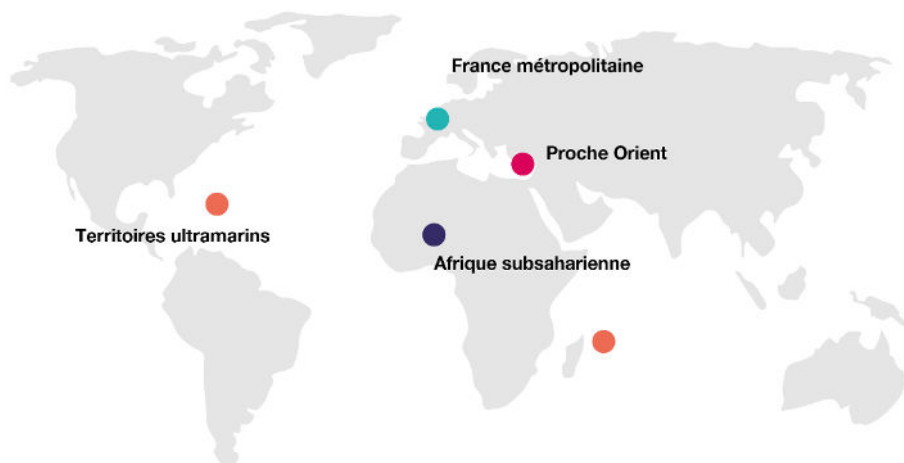 France métropolitaine
Proche Orient
Territoires ultramarins
Afrique subsaharienne